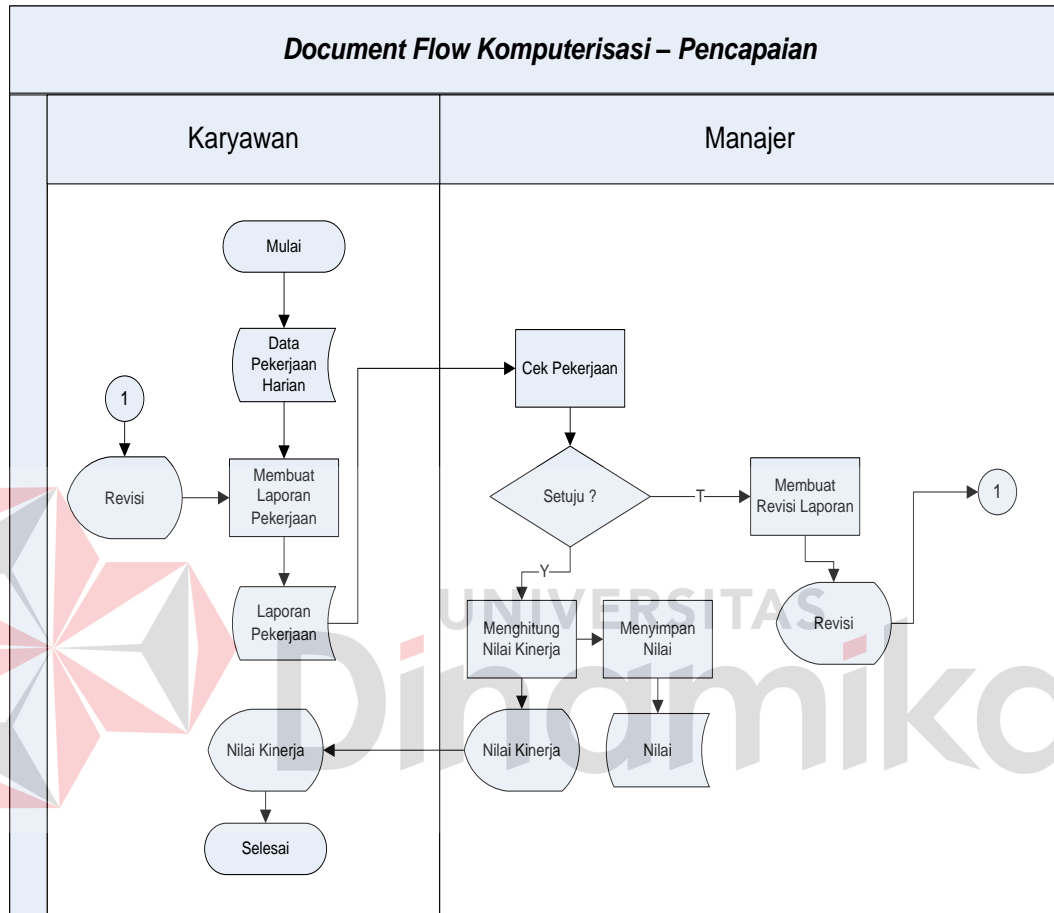 Document Flow Komputerisasi – Pencapaian
Karyawan
Manajer
Mulai
Data
Pekerjaan
Harian
1
Revisi
Membuat
Laporan
Pekerjaan
Laporan
Pekerjaan
Cek Pekerjaan
Setuju ?
T
Membuat
Revisi Laporan
1
Y
Revisi
Menghitung
Nilai Kinerja
Menyimpan
Nilai
Nilai Kinerja
Nilai Kinerja
Nilai
Selesai
UNIVERSITAS
Dinamika